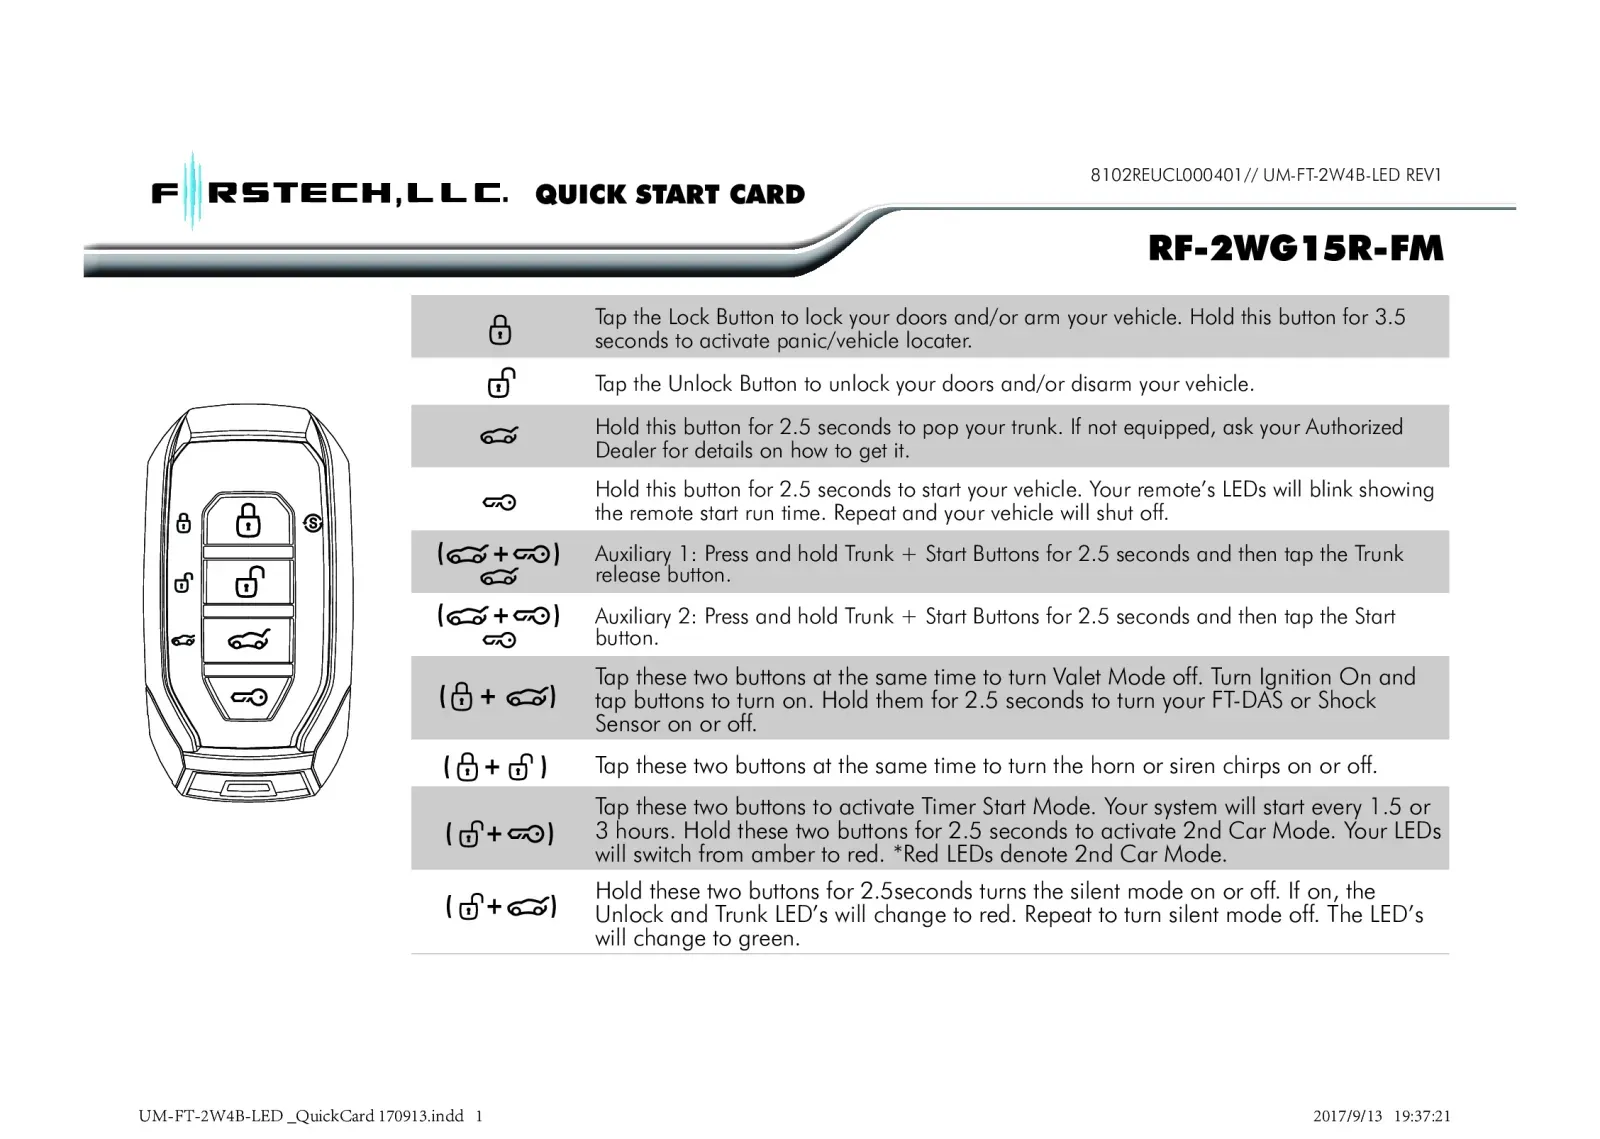 FIRSTECH,LLC. QUICK START CARD
8102REUCL000401// UM-FT-2W4B-LED REV1
RF-2WG15R-FM
Tap the Lock Button to lock your doors and/or arm your vehicle. Hold this button for 3.5
seconds to activate panic/vehicle locater.
Tap the Unlock Button to unlock your doors and/or disarm your vehicle.
Hold this button for 2.5 seconds to pop your trunk. If not equipped, ask your Authorized
Dealer for details on how to get it.
Hold this button for 2.5 seconds to start your vehicle. Your remote’s LEDs will blink showing
the remote start run time. Repeat and your vehicle will shut off.
( + )
Auxiliary 1: Press and hold Trunk + Start Buttons for 2.5 seconds and then tap the Trunk
release button.
( + )
Auxiliary 2: Press and hold Trunk + Start Buttons for 2.5 seconds and then tap the Start
button.
( + )
Tap these two buttons at the same time to turn Valet Mode off. Turn Ignition On and
tap buttons to turn on. Hold them for 2.5 seconds to turn your FT-DAS or Shock
Sensor on or off.
( + )
Tap these two buttons at the same time to turn the horn or siren chirps on or off.
( + )
Tap these two buttons to activate Timer Start Mode. Your system will start every 1.5 or
3 hours. Hold these two buttons for 2.5 seconds to activate 2nd Car Mode. Your LEDs
will switch from amber to red. *Red LEDs denote 2nd Car Mode.
( + )
Hold these two buttons for 2.5seconds turns the silent mode on or off. If on, the
Unlock and Trunk LED’s will change to red. Repeat to turn silent mode off. The LED’s
will change to green.
S
UM-FT-2W4B-LED _QuickCard 170913.indd 1
2017/9/13 19:37:21